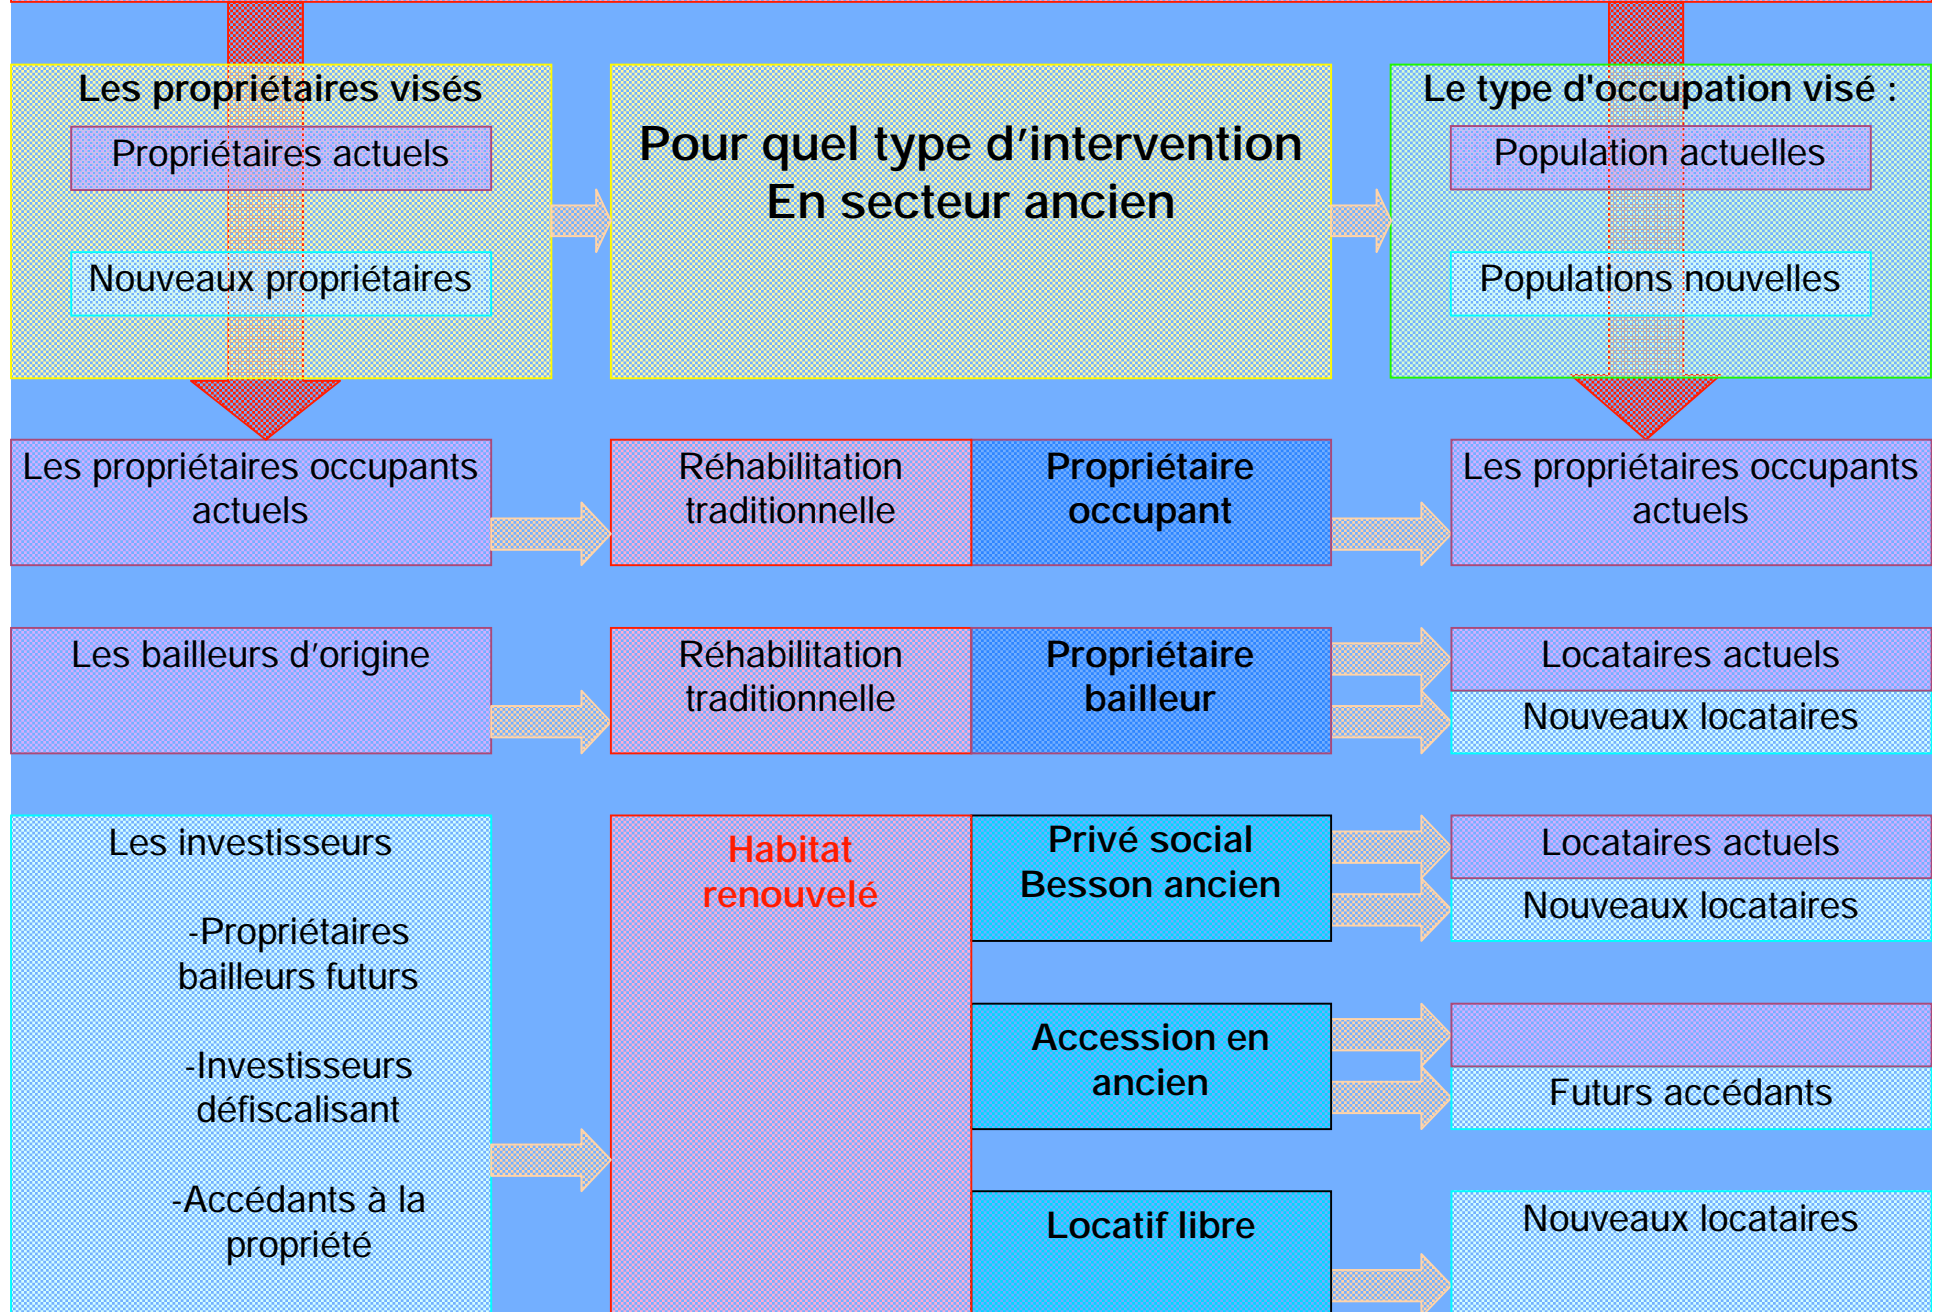 Les propriétaires visés
Propriétaires actuels
Nouveaux propriétaires
Pour quel type d’intervention
En secteur ancien
Le type d'occupation visé :
Population actuelles
Populations nouvelles
Les propriétaires occupants
actuels
Réhabilitation
traditionnelle
Propriétaire
occupant
Les propriétaires occupants
actuels
Les bailleurs d’origine
Réhabilitation
traditionnelle
Propriétaire
bailleur
Locataires actuels
Nouveaux locataires
Les investisseurs
-Propriétaires
bailleurs futurs
-Investisseurs
défiscalisant
-Accédants à la
propriété
Habitat
renouvelé
Privé social
Besson ancien
Locataires actuels
Nouveaux locataires
Accession en
ancien
Futurs accédants
Locatif libre
Nouveaux locataires